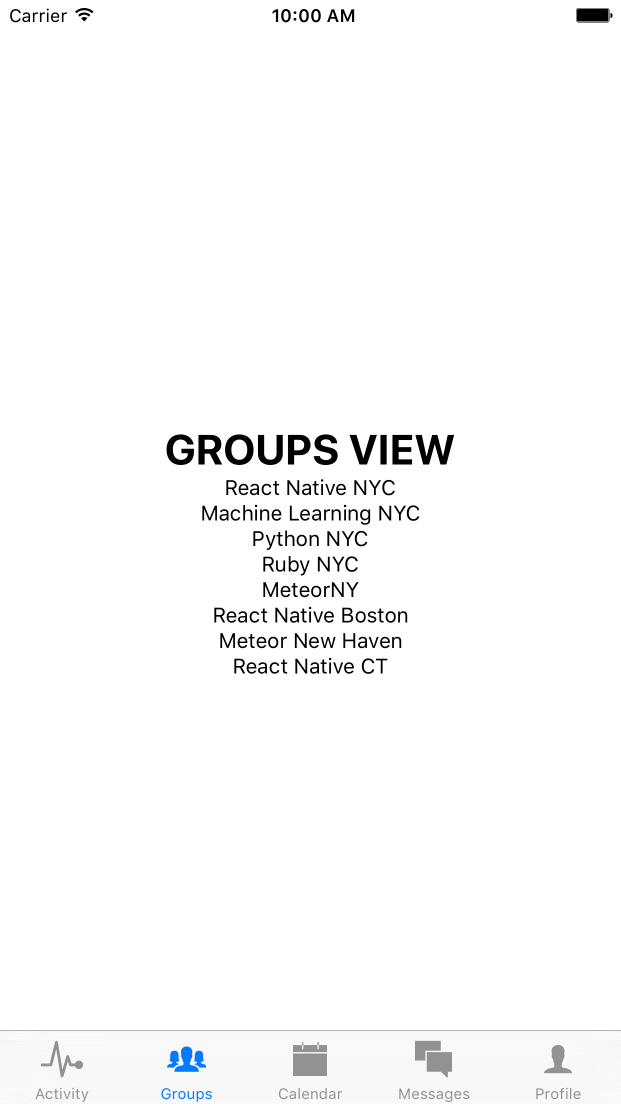 Carrier 10:00 AM
GROUPS VIEW
React Native NYC
Machine Learning NYC
Python NYC
Ruby NYC
MeteorNY
React Native Boston
Meteor New Haven
React Native CT
Activity Groups Calendar Messages Profile